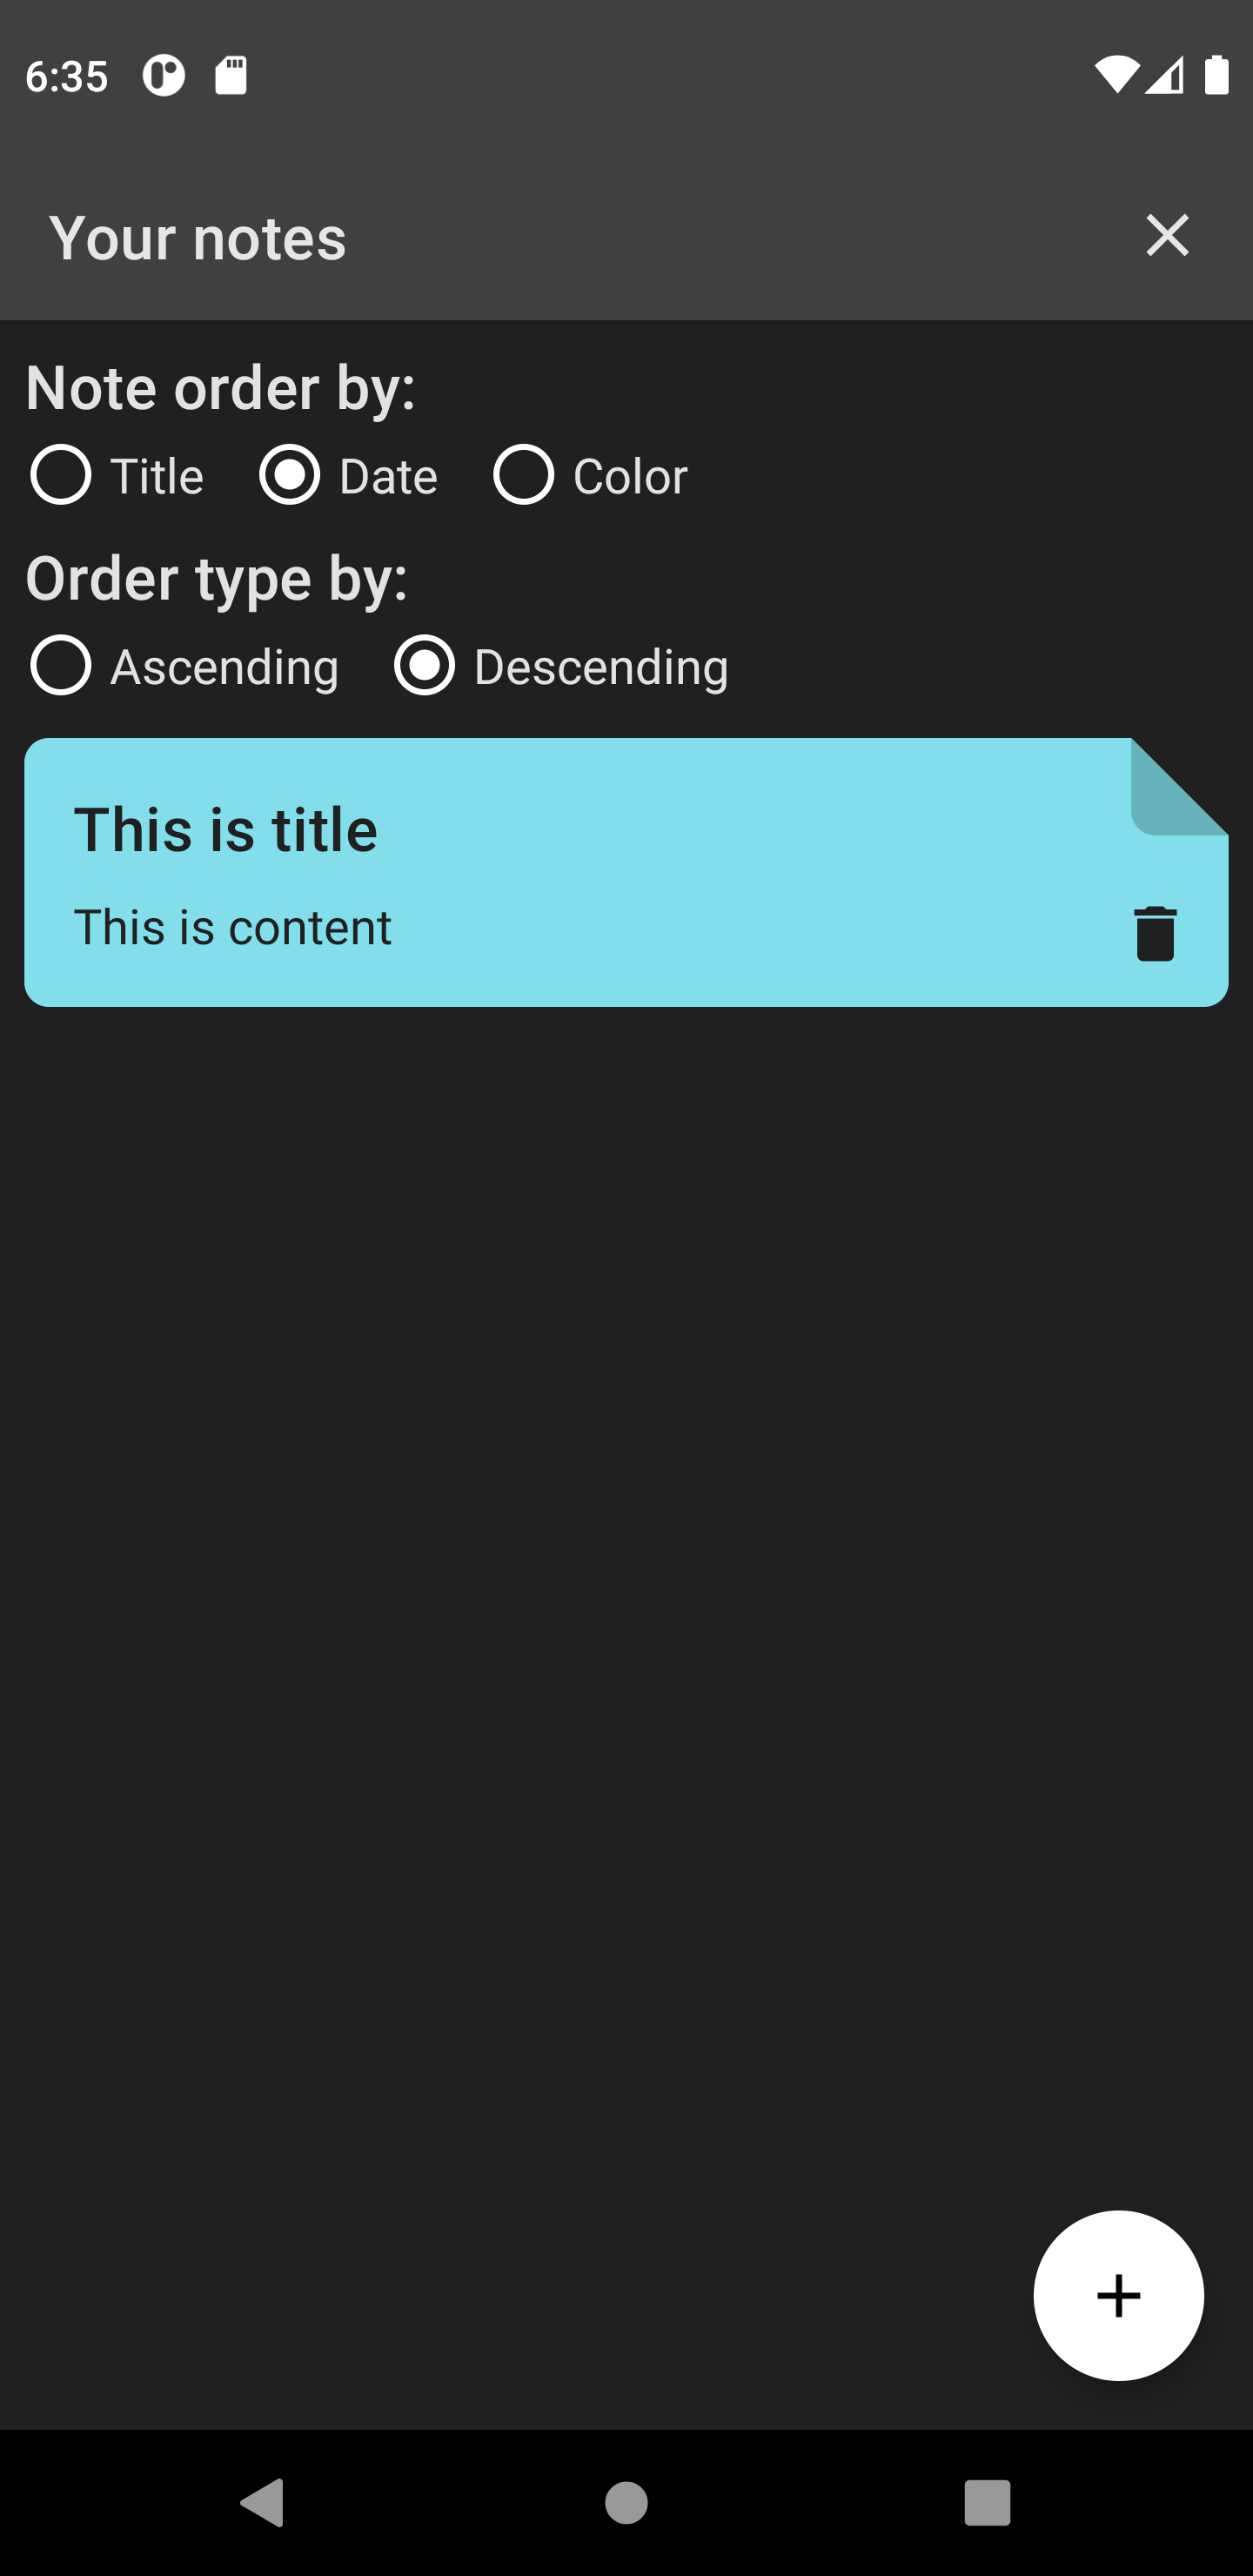 6:35
Your notes
Note order by:
Title Date Color
Order type by:
Ascending Descending
This is title
This is content